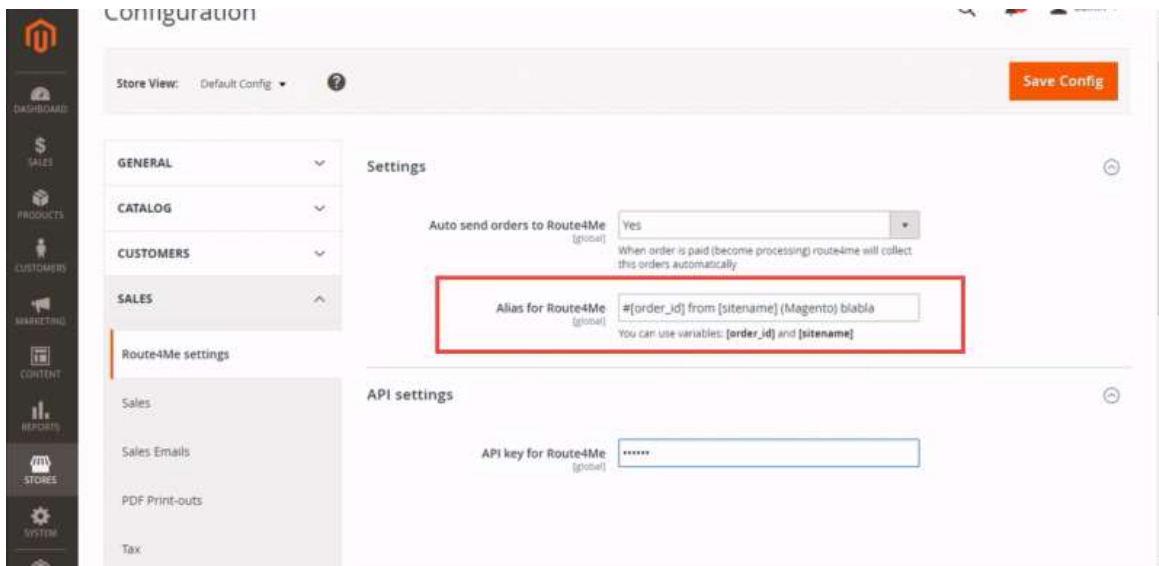 Configuration
Store View: Default Config
?
Save Config
DASHBOARD
SALES
PRODUCTS
CUSTOMERS
MARKETING
CONTENT
REPORTS
STORES
SYSTEM
GENERAL
CATALOG
CUSTOMERS
SALES
Route4Me settings
Sales
Sales Emails
PDF Print-outs
Tax
Settings
Auto send orders to Route4Me Yes
[global]
When order is paid (become processing) route4me will collect
this orders automatically
Alias for Route4Me #[order_id] from [sitename] (Magento) blabla
[global]
You can use variables: [order_id] and [sitename]
API settings
API key for Route4Me ••••••
[global]